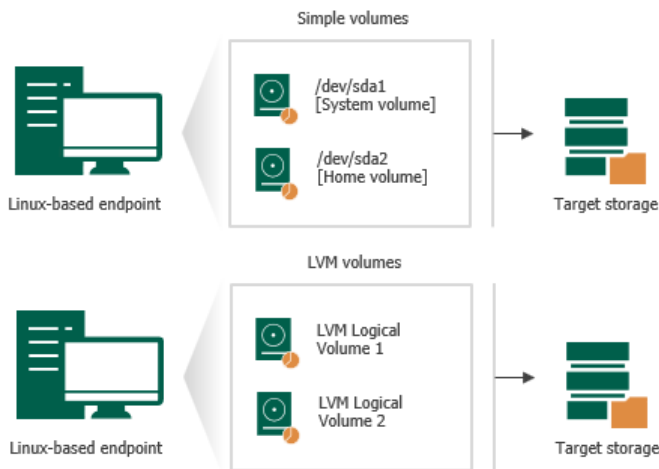 Simple volumes
/dev/sda1
[System volume]
/dev/sda2
[Home volume]
Linux-based endpoint
Target storage
LVM volumes
LVM Logical
Volume 1
LVM Logical
Volume 2
Linux-based endpoint
Target storage